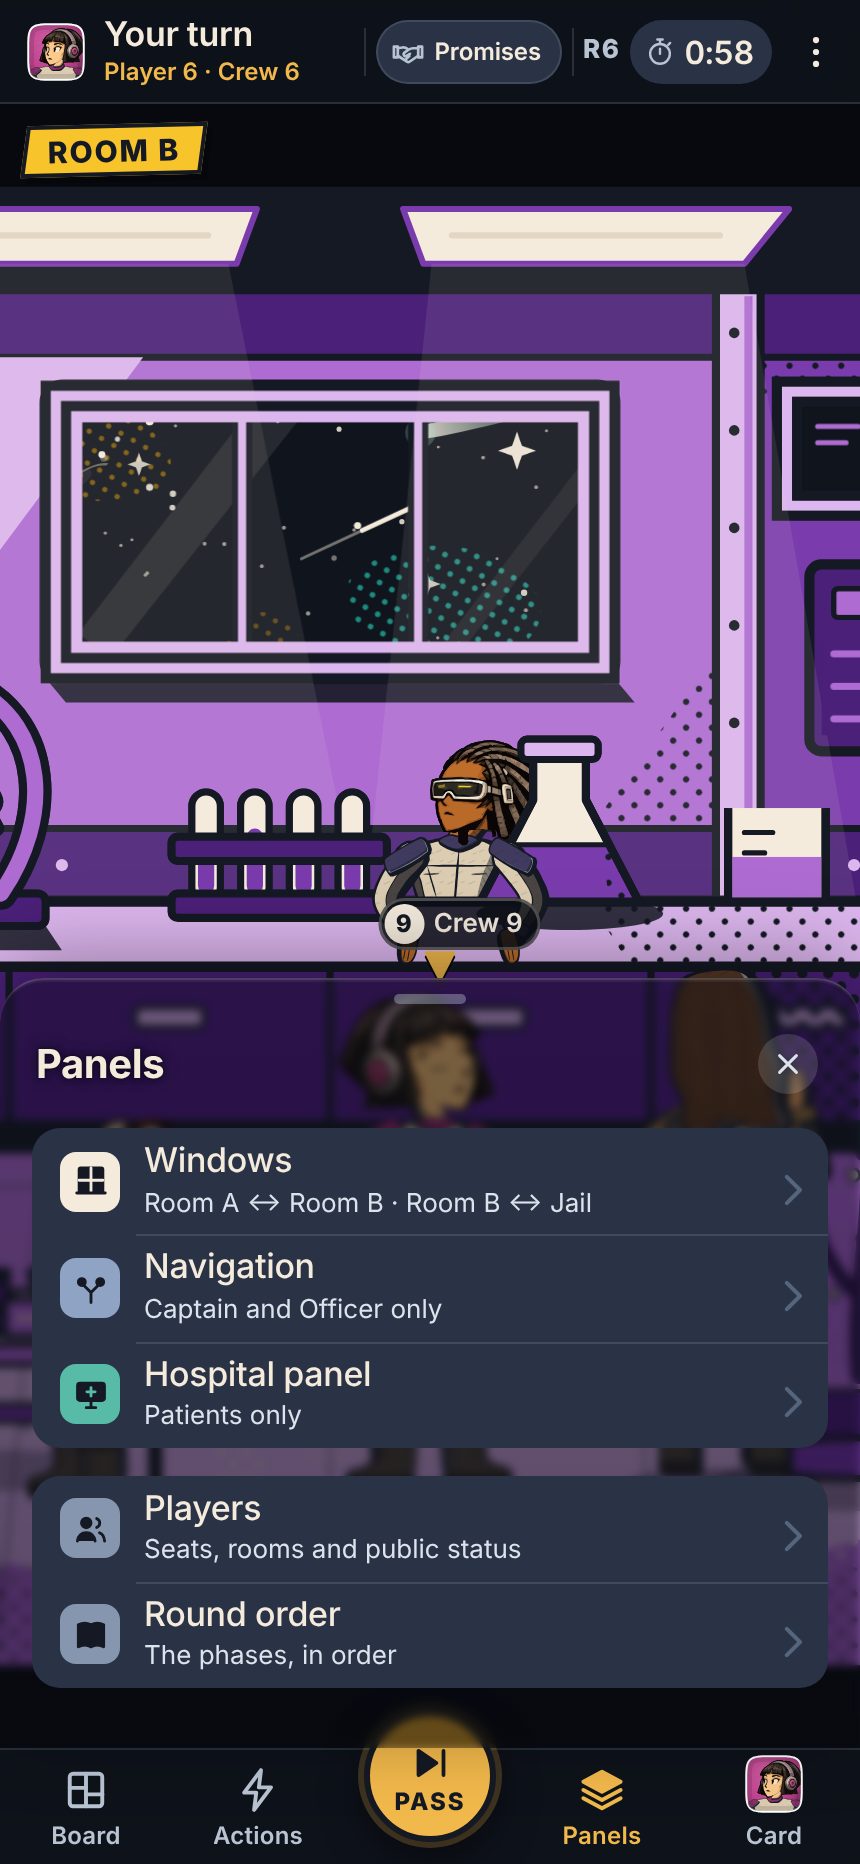 Your turn
Player 6 · Crew 6
Promises
R6
0:58
ROOM B
9 Crew 9
Panels
Windows
Room A ↔ Room B · Room B ↔ Jail
Navigation
Captain and Officer only
Hospital panel
Patients only
Players
Seats, rooms and public status
Round order
The phases, in order
PASS
Board
Actions
Panels
Card